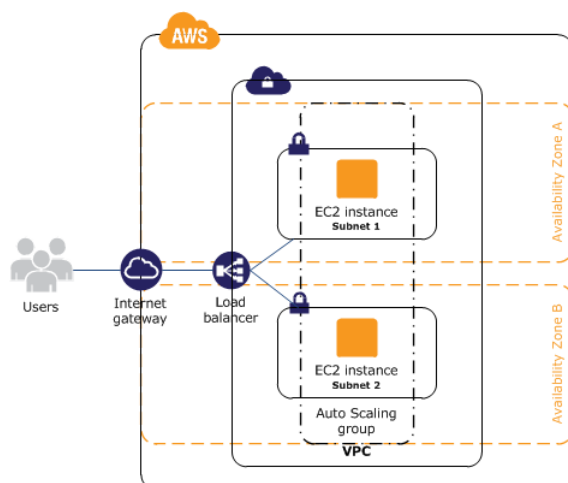 AWS
Availability Zone A
EC2 instance
Subnet 1
Users
Internet
gateway
Load
balancer
Availability Zone B
EC2 instance
Subnet 2
Auto Scaling
group
VPC